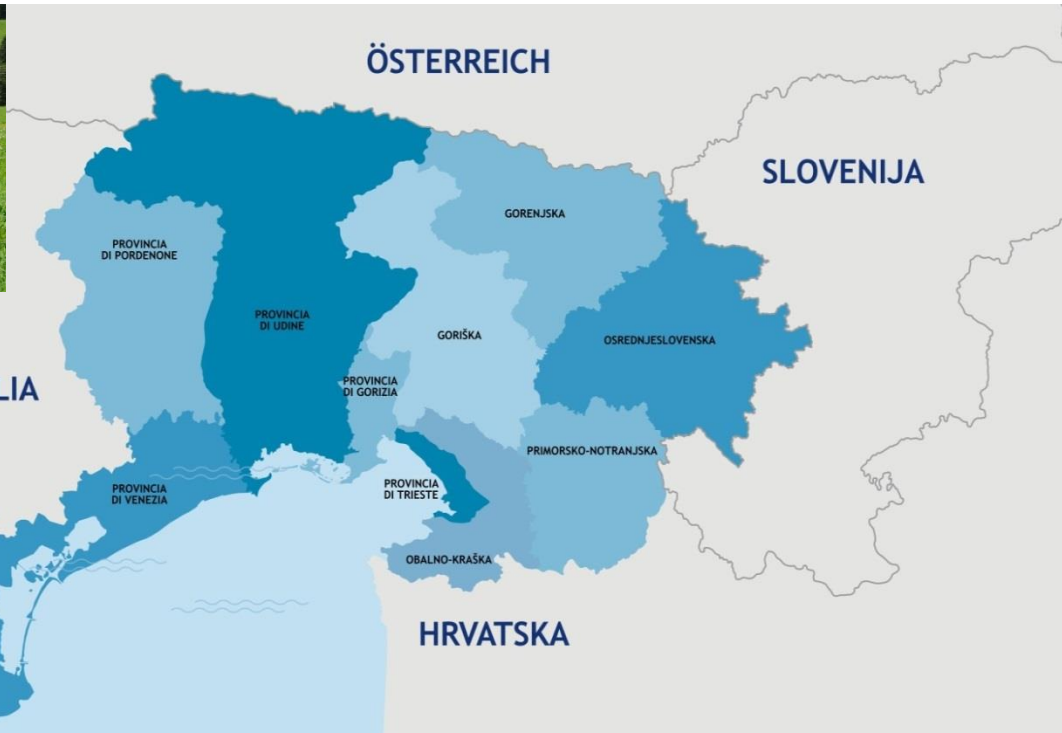 ÖSTERREICH
SLOVENIJA
GORENJSKA
PROVINCIA
DI PORDENONE
PROVINCIA
DI UDINE
GORIŠKA
OSREDNJESLOVENSKA
LIA
PROVINCIA
DI GORIZIA
PRIMORSKO-NOTRANJSKA
PROVINCIA
DI VENEZIA
PROVINCIA
DI TRIESTE
OBALNO-KRAŠKA
HRVATSKA